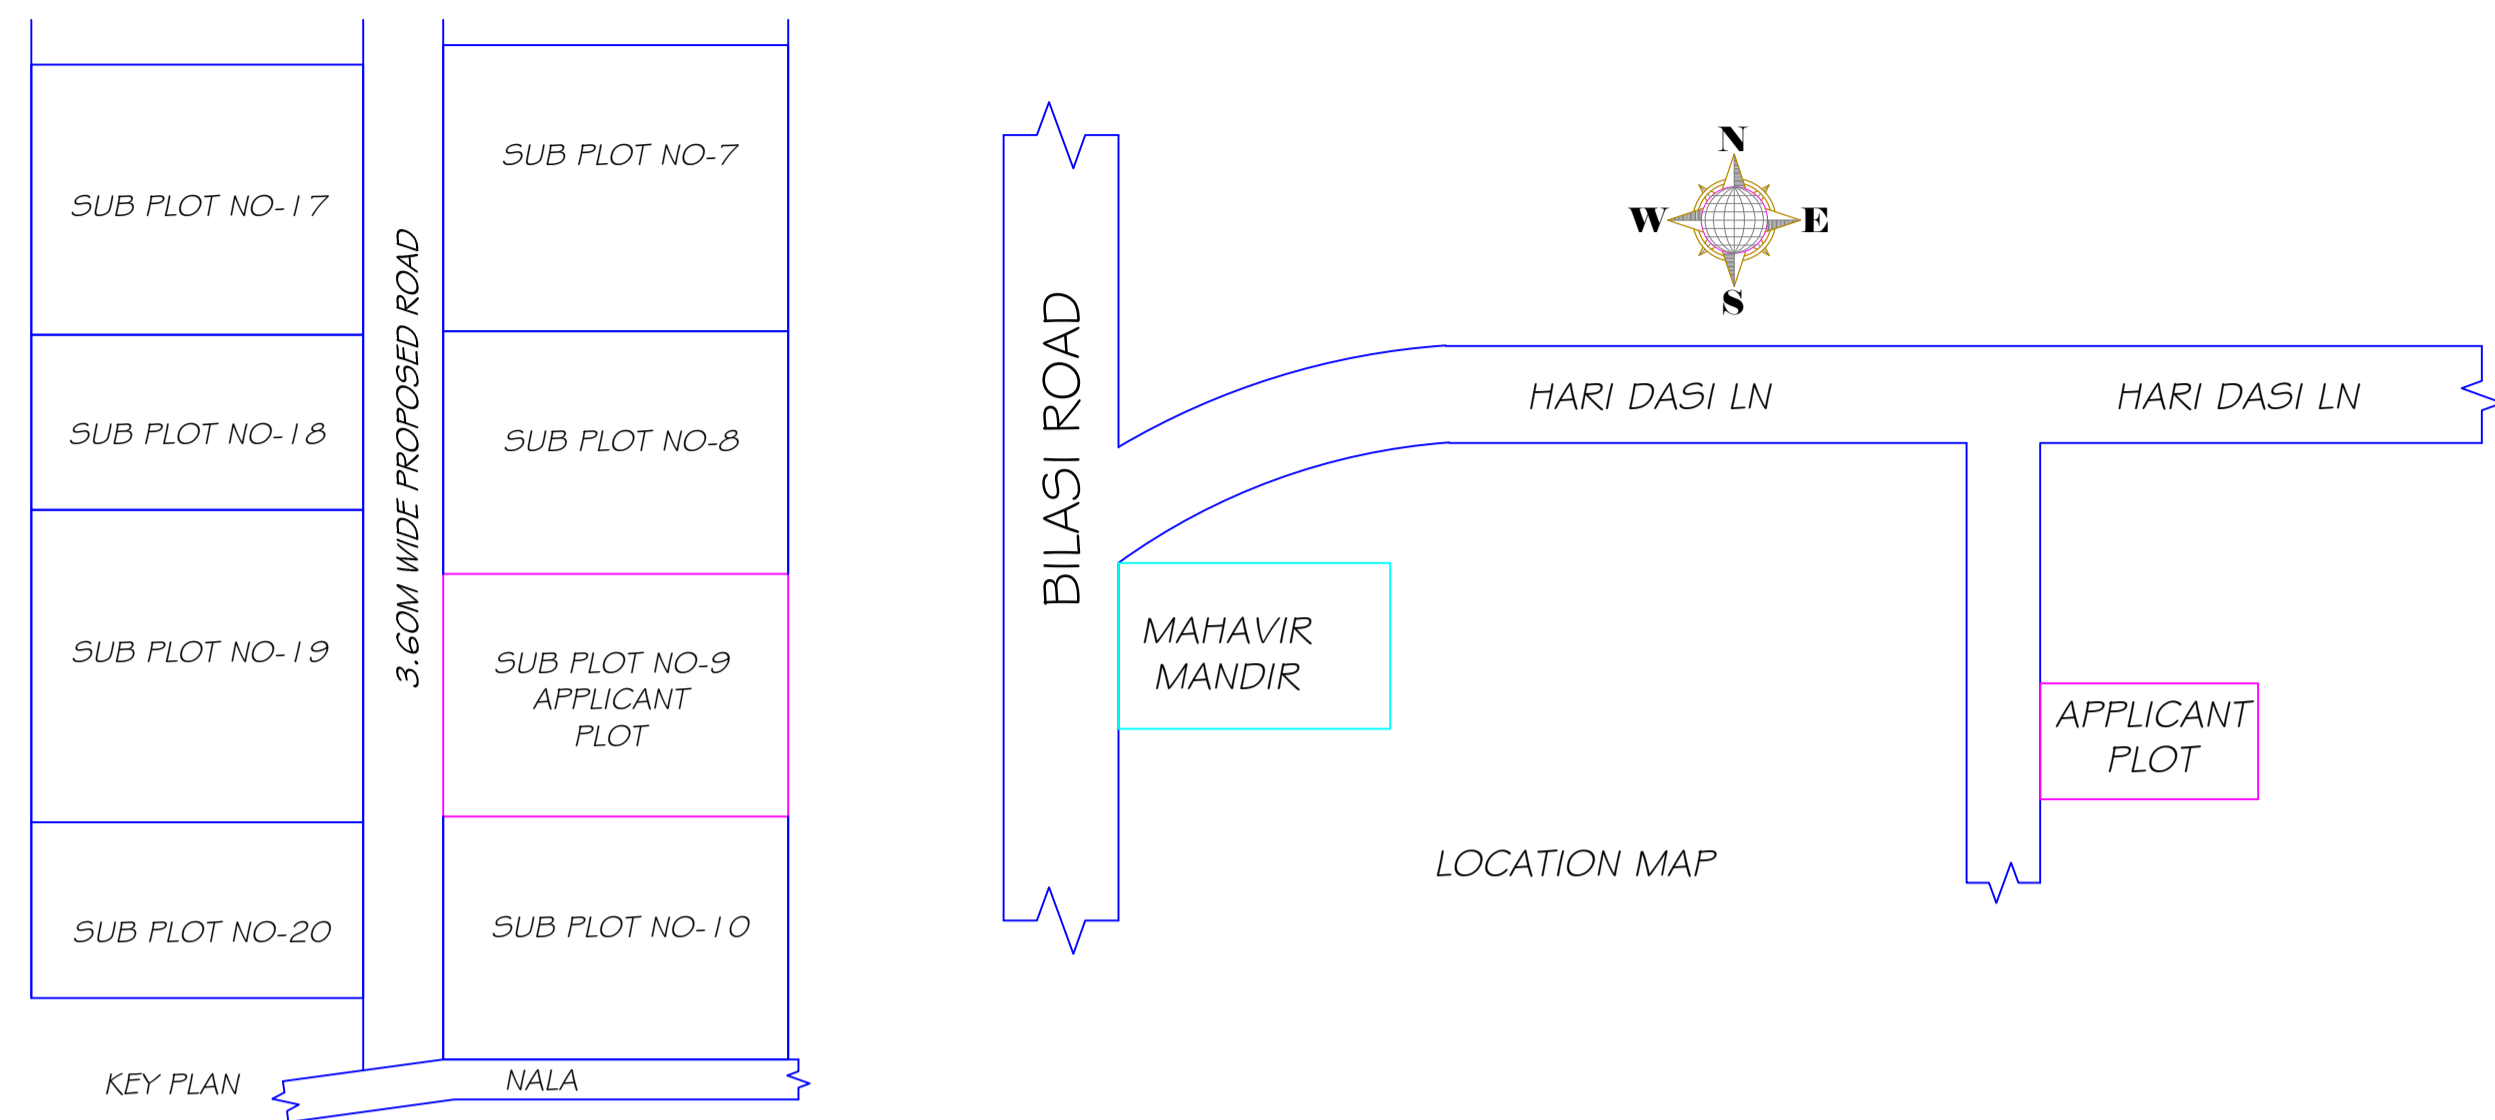 SUB PLOT NO-17
SUB PLOT NO-18
SUB PLOT NO-19
SUB PLOT NO-20
KEY PLAN
3.60M WIDE PROPOSED ROAD
SUB PLOT NO-7
SUB PLOT NO-8
SUB PLOT NO-9
APPLICANT
PLOT
SUB PLOT NO-10
NALA
BILASI ROAD
N
W
E
S
HARI DASI LN
HARI DASI LN
MAHAVIR
MANDIR
APPLICANT
PLOT
LOCATION MAP